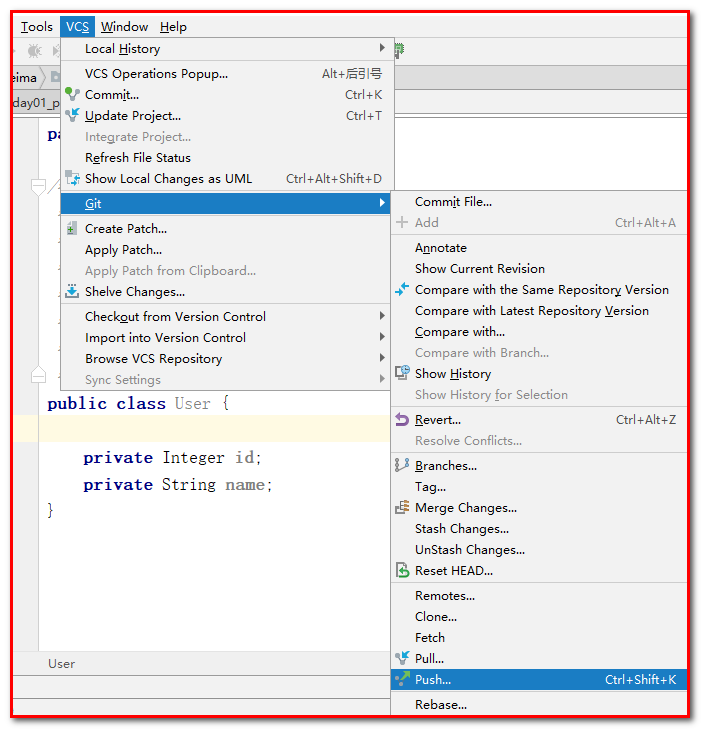 Tools VCS Window Help
Local History
VCS Operations Popup... Alt+后引号
Commit... Ctrl+K
Update Project... Ctrl+T
Integrate Project...
Refresh File Status
Show Local Changes as UML Ctrl+Alt+Shift+D
Git
Create Patch...
Apply Patch...
Apply Patch from Clipboard...
Shelve Changes...
Checkout from Version Control
Import into Version Control
Browse VCS Repository
Sync Settings
Commit File...
Add Ctrl+Alt+A
Annotate
Show Current Revision
Compare with the Same Repository Version
Compare with Latest Repository Version
Compare with...
Compare with Branch...
Show History
Show History for Selection
Revert... Ctrl+Alt+Z
Resolve Conflicts...
Branches...
Tag...
Merge Changes...
Stash Changes...
UnStash Changes...
Reset HEAD...
Remotes...
Clone...
Fetch
Pull...
Push... Ctrl+Shift+K
Rebase...
eima
day01_p
pa
public class User {
private Integer id;
private String name;
}
User